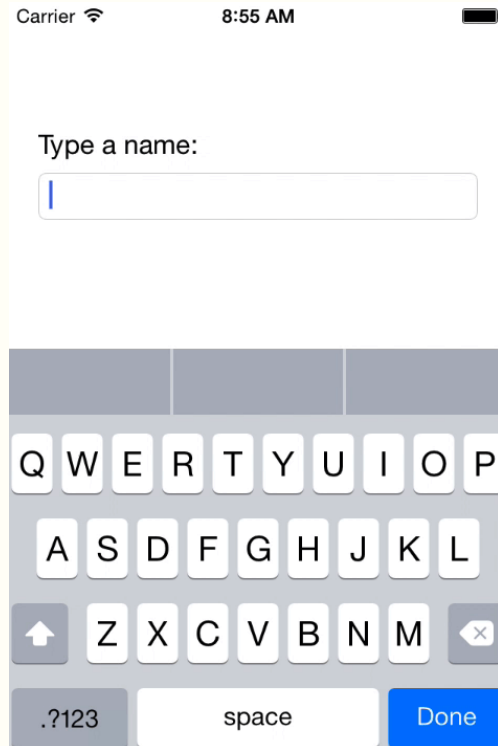 Carrier 8:55 AM
Type a name:
Q W E R T Y U I O P
A S D F G H J K L
Z X C V B N M
.?123 space Done